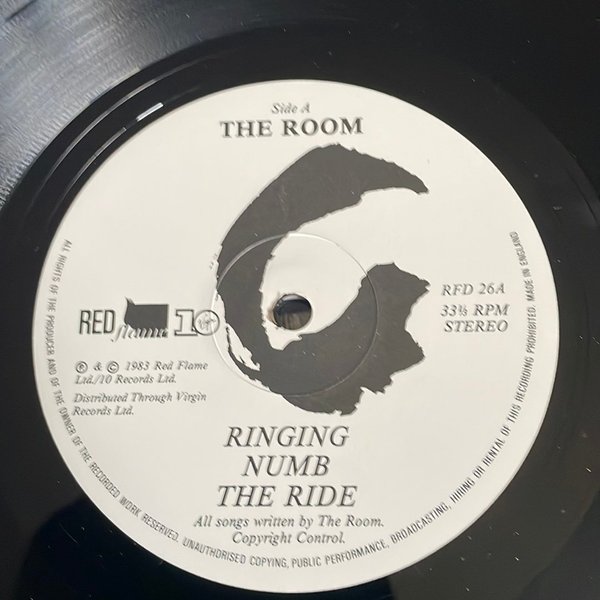 Side A
THE ROOM
RED flame 10
RFD 26A
33⅓ RPM
STEREO
℗ & © 1983 Red Flame
Ltd./10 Records Ltd.
Distributed Through Virgin
Records Ltd.
RINGING
NUMB
THE RIDE
All songs written by The Room.
Copyright Control.
ALL RIGHTS OF THE PRODUCER AND OF THE OWNER OF THE RECORDED WORK RESERVED. UNAUTHORISED COPYING, PUBLIC PERFORMANCE, BROADCASTING, HIRING OR RENTAL OF THIS RECORDING PROHIBITED. MADE IN ENGLAND